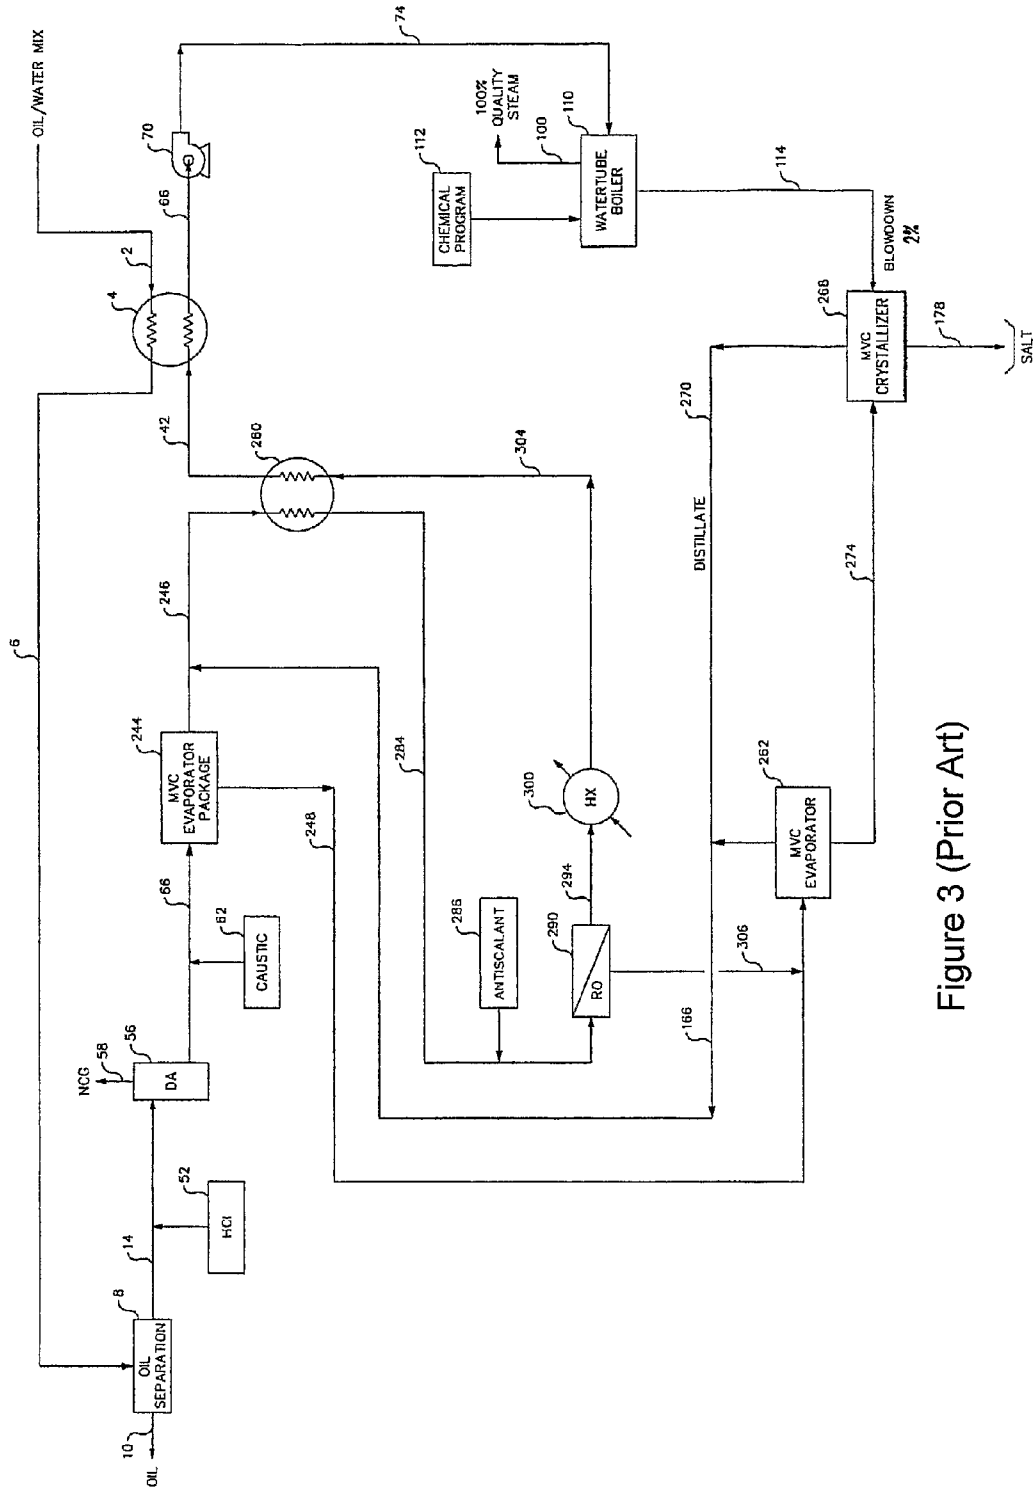 OIL/WATER MIX
2
4
6
OIL
10
OIL
SEPARATION
8
14
HCl
52
NCG
58
DA
56
CAUSTIC
62
66
MVC
EVAPORATOR
PACKAGE
244
246
248
260
42
66
70
74
284
ANTISCALANT
286
RO
290
294
HX
300
304
306
CHEMICAL
PROGRAM
112
100%
QUALITY
STEAM
100
WATERTUBE
BOILER
110
114
BLOWDOWN
2%
MVC
CRYSTALLIZER
268
178
SALT
270
DISTILLATE
166
MVC
EVAPORATOR
262
274
Figure 3 (Prior Art)